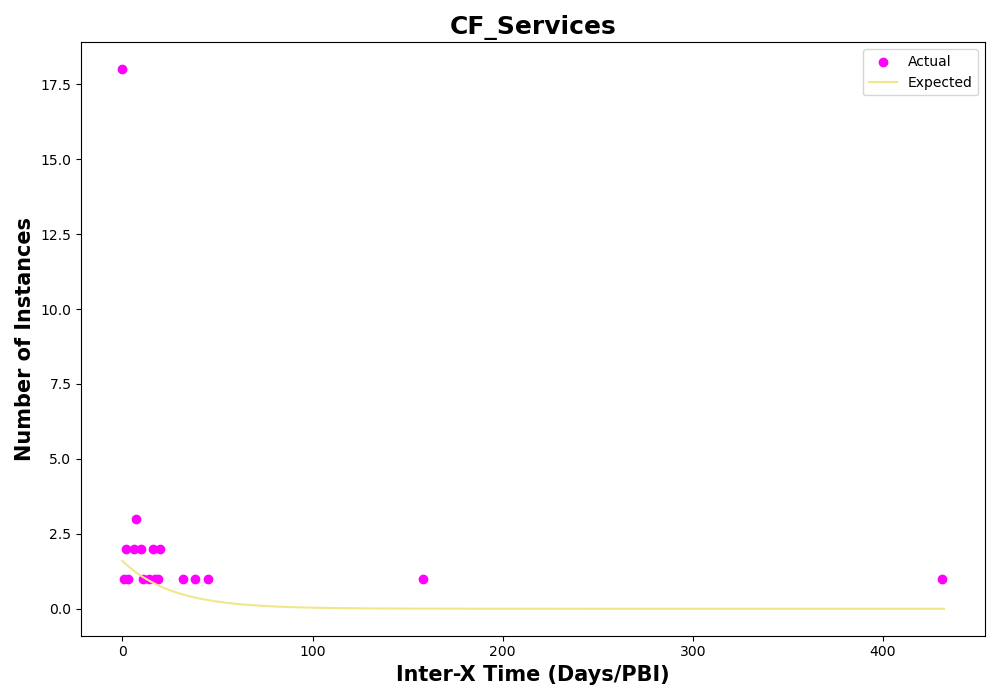 CF_Services
Actual
Expected
Number of Instances
17.5
15.0
12.5
10.0
7.5
5.0
2.5
0.0
0
100
200
300
400
Inter-X Time (Days/PBI)